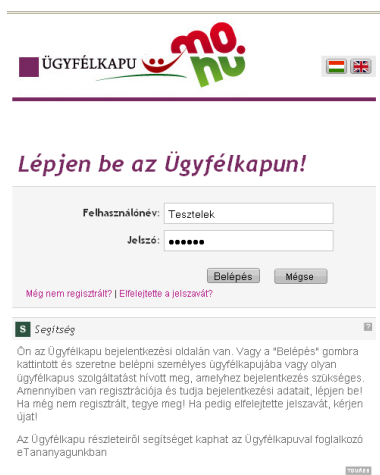 ÜGYFÉLKAPU mo.hu
Lépjen be az Ügyfélkapun!
Felhasználónév: Tesztelek
Jelszó: ●●●●●●
Belépés Mégse
Még nem regisztrált? | Elfelejtette a jelszavát?
S Segítség ?
Ön az Ügyfélkapu bejelentkezési oldalán van. Vagy a "Belépés" gombra
kattintott és szeretne belépni személyes ügyfélkapujába vagy olyan
ügyfélkapus szolgáltatást hívott meg, amelyhez bejelentkezés szükséges.
Amennyiben van regisztrációja és tudja bejelentkezési adatait, lépjen be!
Ha még nem regisztrált, tegye meg! Ha pedig elfelejtette jelszavát, kérjen
újat!
Az Ügyfélkapu részleteiről segítséget kaphat az Ügyfélkapuval foglalkozó
eTananyagunkban
TOVÁBB